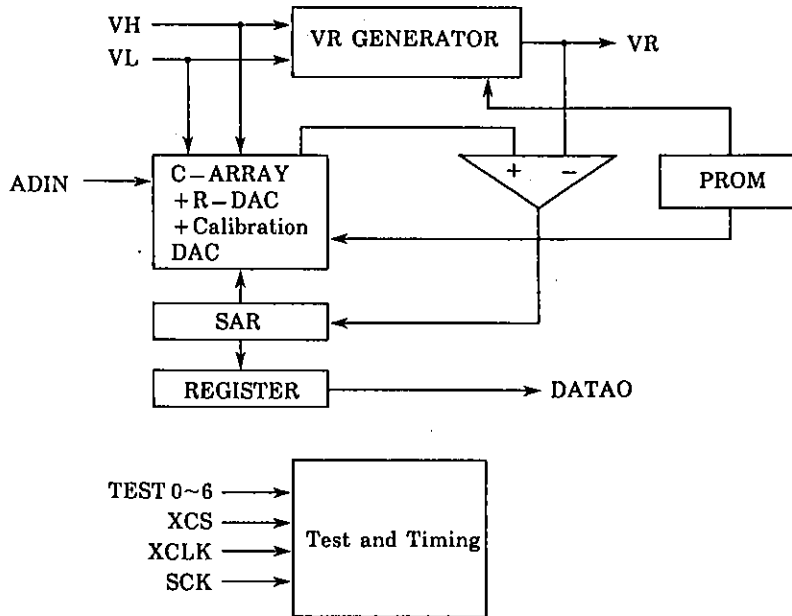 VH
VL
VR GENERATOR
VR
ADIN
C-ARRAY
+R-DAC
+Calibration
DAC
+
-
PROM
SAR
REGISTER
DATAO
TEST 0~6
XCS
XCLK
SCK
Test and Timing